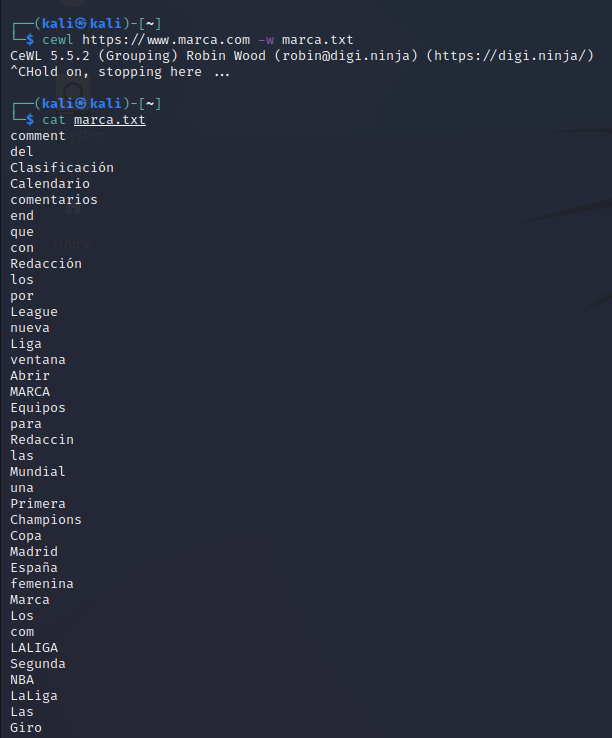 ┌──(kali㉿kali)-[~]
└─$ cewl https://www.marca.com -w marca.txt
CeWL 5.5.2 (Grouping) Robin Wood (robin@digi.ninja) (https://digi.ninja/)
^CHold on, stopping here ...
┌──(kali㉿kali)-[~]
└─$ cat marca.txt
comment
del
Clasificación
Calendario
comentarios
end
que
con
Home
Redacción
los
por
League
nueva
Liga
ventana
Abrir
MARCA
Equipos
para
Redaccin
las
Mundial
una
Primera
Champions
Copa
Madrid
España
femenina
Marca
Los
com
LALIGA
Segunda
NBA
LaLiga
Las
Giro